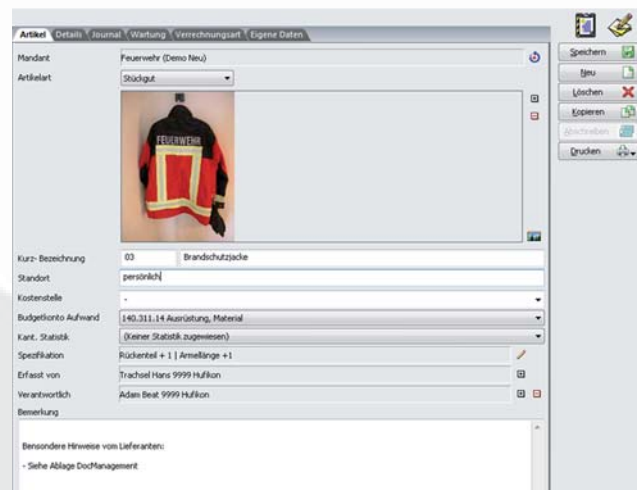 Artikel Details Journal Wartung Verrechnungsart Eigene Daten
Mandant Feuerwehr (Demo Neu)
Artikelart Stückgut
FEUERWEHR
Kurz- Bezeichnung 03 Brandschutzjacke
Standort persönlich
Kostenstelle -
Budgetkonto Aufwand 140.311.14 Ausrüstung, Material
Kant. Statistik (Keiner Statistik zugewiesen)
Spezifikation Rückenteil + 1 | Armellänge +1
Erfasst von Trachsel Hans 9999 Hufikon
Verantwortlich Adam Beat 9999 Hufikon
Bemerkung
Bensondere Hinweise vom Lieferanten:
- Siehe Ablage DocManagement
Speichern
Neu
Löschen
Kopieren
Abschreiben
Drucken